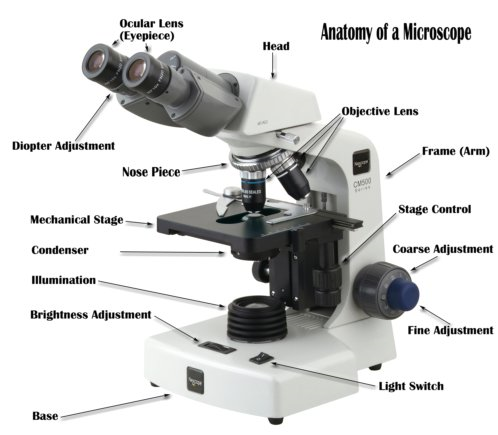 Ocular Lens
(Eyepiece)
Anatomy of a Microscope
Head
Objective Lens
Diopter Adjustment
Nose Piece
Frame (Arm)
CM500
Mechanical Stage
Stage Control
Condenser
Coarse Adjustment
Illumination
Brightness Adjustment
Fine Adjustment
Light Switch
Base